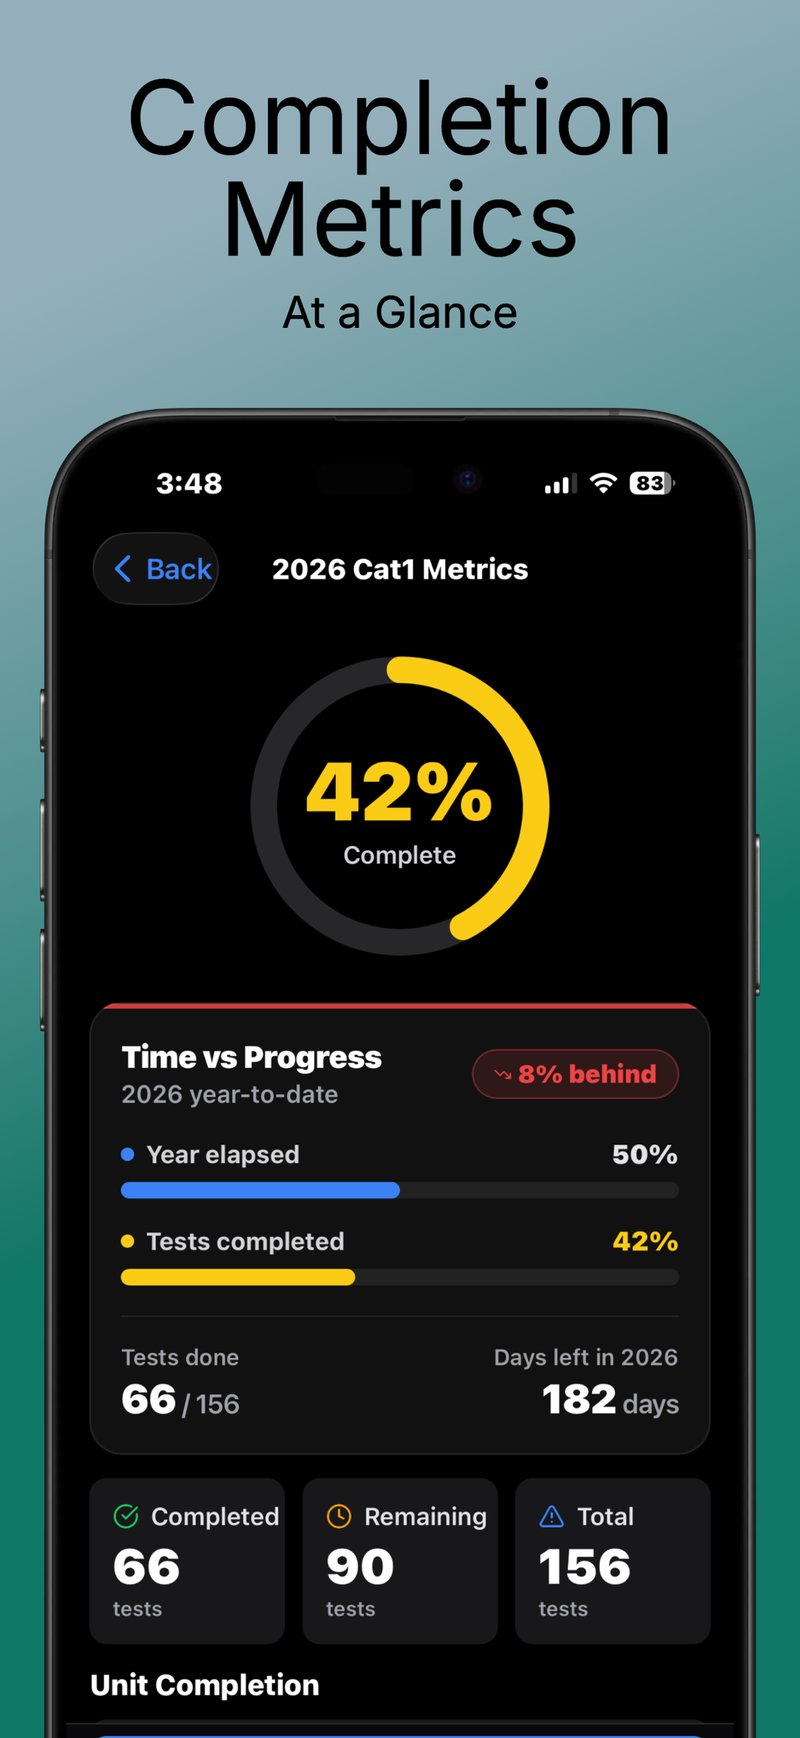 Completion
Metrics
At a Glance
3:48
83
Back
2026 Cat1 Metrics
42%
Complete
Time vs Progress
8% behind
2026 year-to-date
Year elapsed
50%
Tests completed
42%
Tests done
Days left in 2026
66 / 156
182 days
Completed
Remaining
Total
66
90
156
tests
tests
tests
Unit Completion